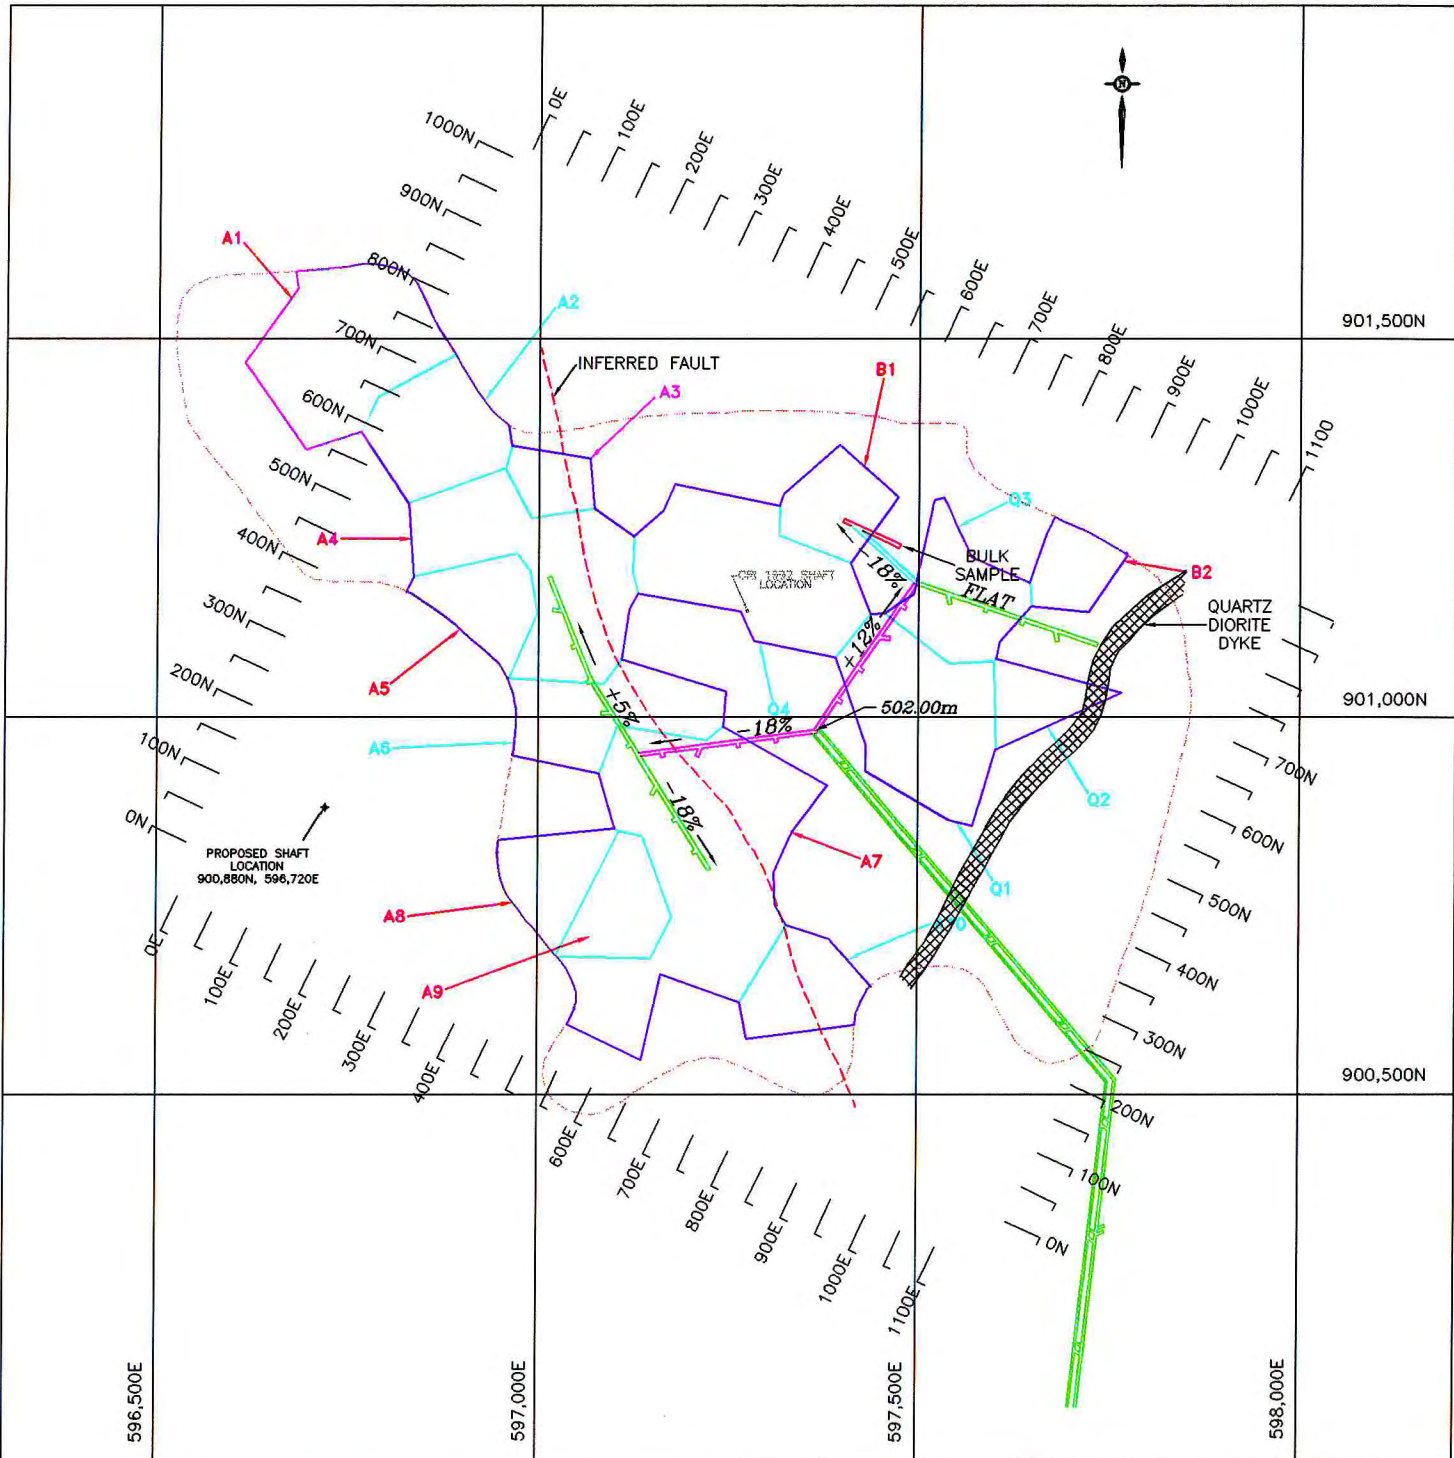 N
0E
100E
200E
300E
400E
500E
600E
700E
800E
900E
1000E
1100
1000N
900N
800N
700N
600N
500N
400N
300N
200N
100N
0N
A1
A2
INFERRED FAULT
A3
B1
901,500N
A4
Q3
BULK
SAMPLE
FLAT
-18%
SHAFT
LOCATION
B2
QUARTZ
DIORITE
DYKE
+12%
A5
+5%
Q4
-18%
502.00m
901,000N
A6
-18%
Q2
PROPOSED SHAFT
LOCATION
900,880N, 596,720E
A7
Q1
A8
A9
700N
600N
500N
400N
300N
200N
100N
0N
900,500N
0E
100E
200E
300E
400E
600E
700E
800E
900E
1000E
1100E
596,500E
597,000E
597,500E
598,000E